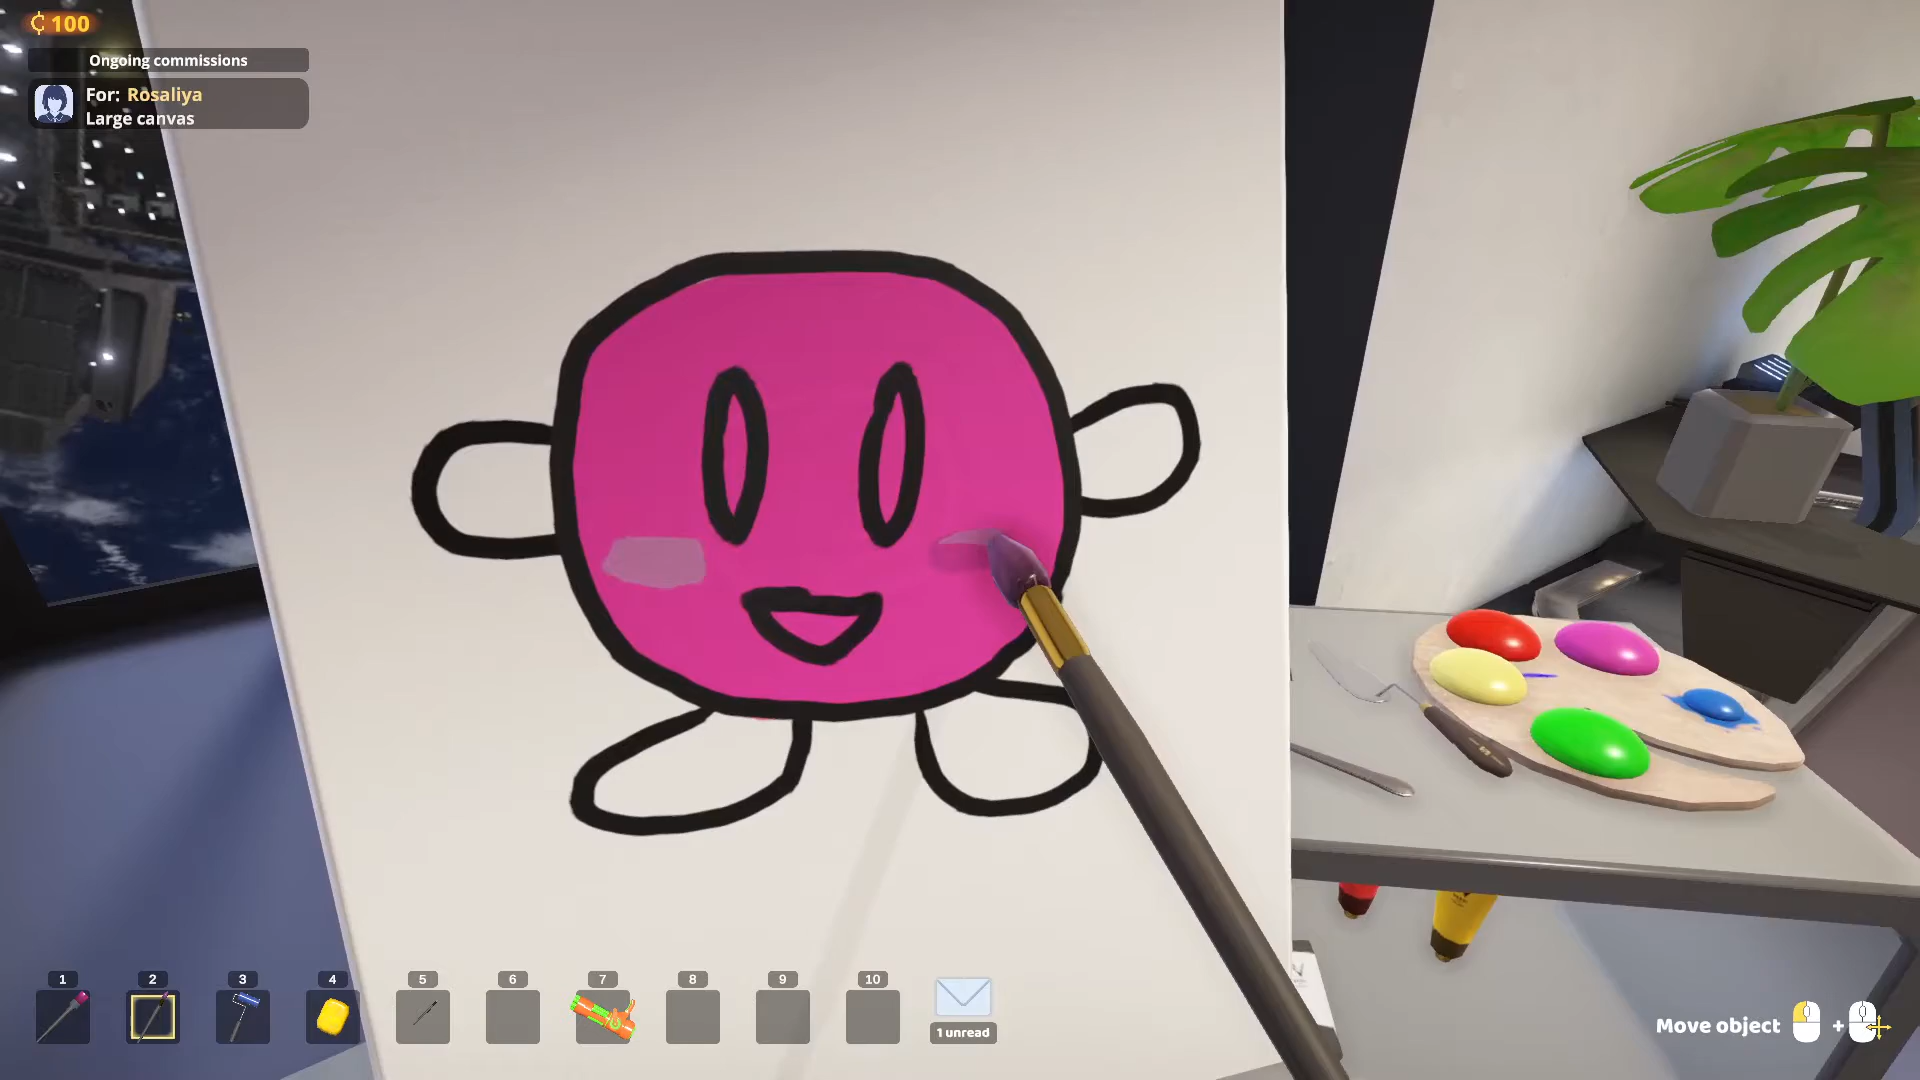 ₵ 100
Ongoing commissions
For: Rosaliya
Large canvas
1 2 3 4 5 6 7 8 9 10
1 unread
Move object +